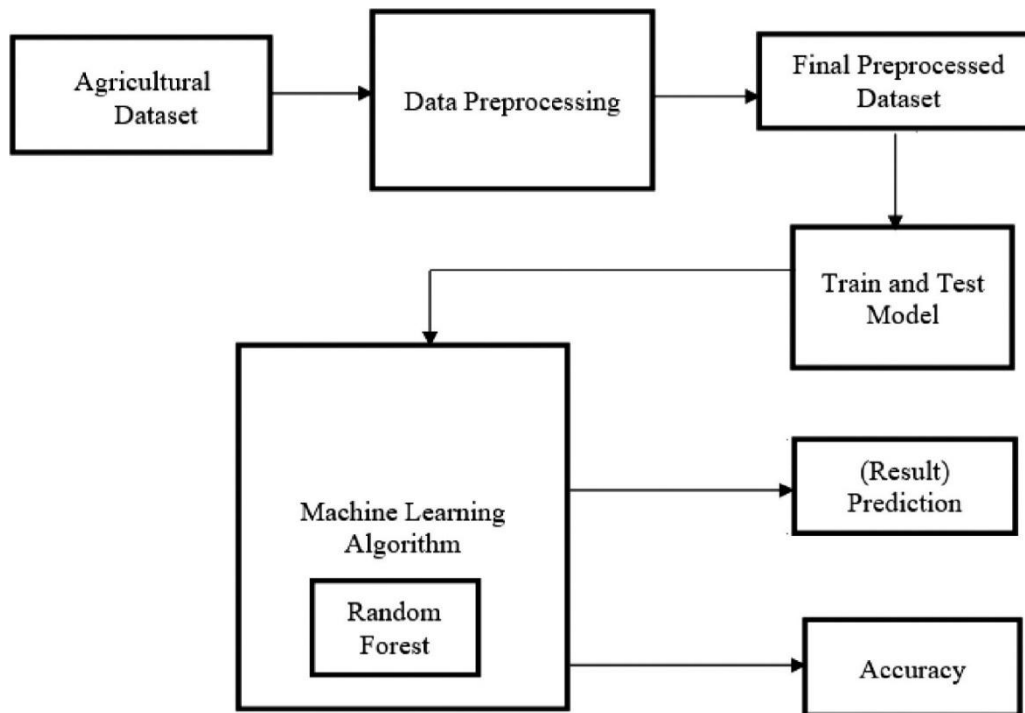 Agricultural
Dataset
Data Preprocessing
Final Preprocessed
Dataset
Train and Test
Model
Machine Learning
Algorithm
Random
Forest
(Result)
Prediction
Accuracy